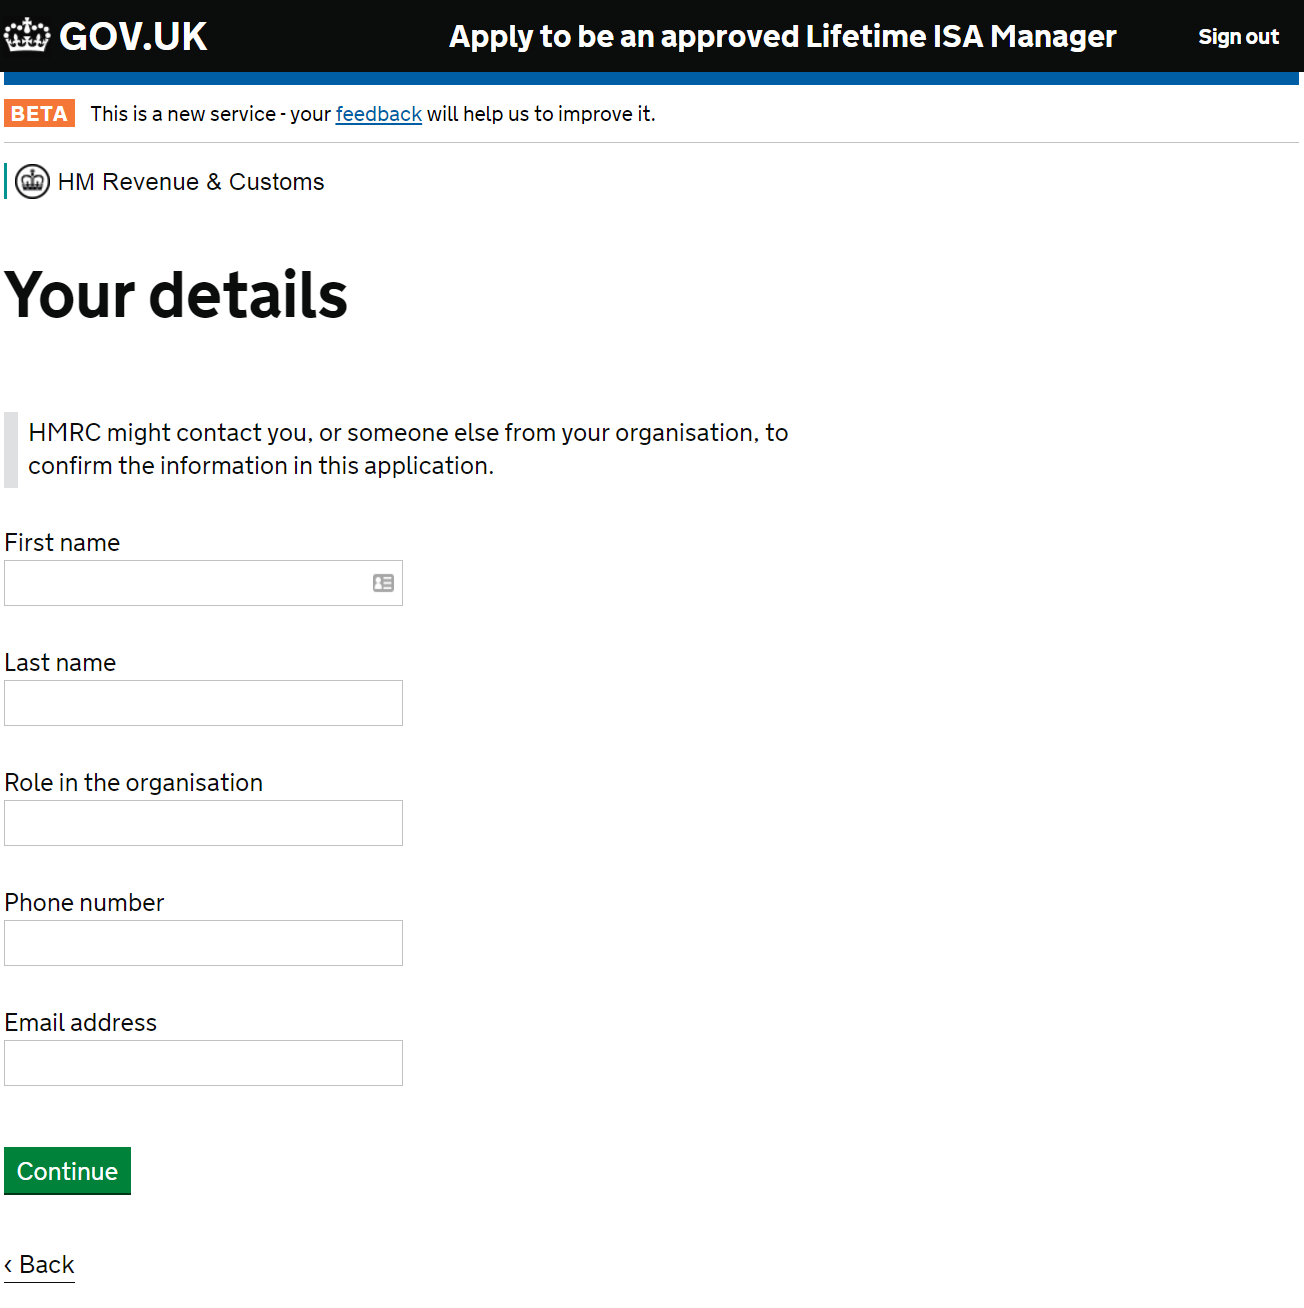 GOV.UK
Apply to be an approved Lifetime ISA Manager
Sign out
BETA
This is a new service - your feedback will help us to improve it.
HM Revenue & Customs
Your details
HMRC might contact you, or someone else from your organisation, to
confirm the information in this application.
First name
Last name
Role in the organisation
Phone number
Email address
Continue
‹ Back